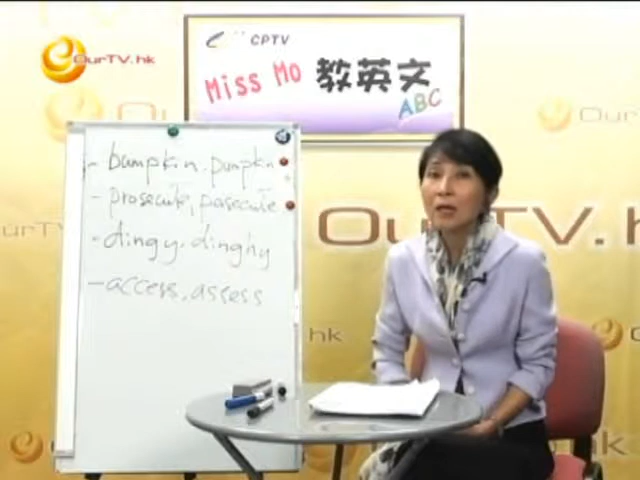 OurTV.hk
CPTV
Miss Mo 教英文
ABC
- bumpkin, pumpkin
- prosecute, persecute
- dingy, dinghy
- access, assess
OurTV.hk